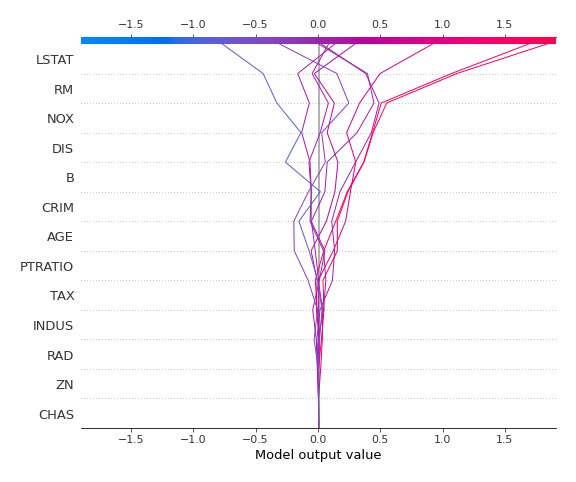 −1.5 −1.0 −0.5 0.0 0.5 1.0 1.5
LSTAT
RM
NOX
DIS
B
CRIM
AGE
PTRATIO
TAX
INDUS
RAD
ZN
CHAS
−1.5 −1.0 −0.5 0.0 0.5 1.0 1.5
Model output value